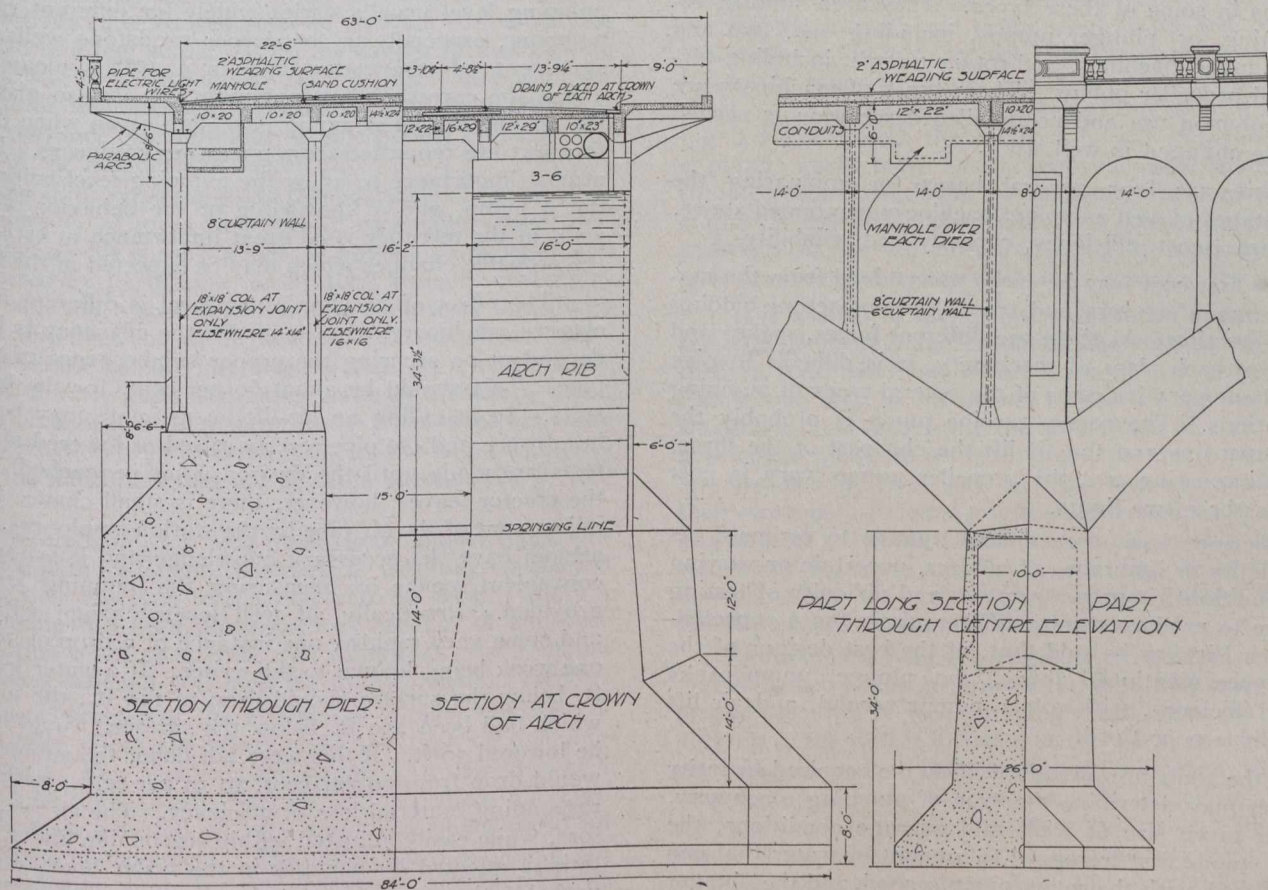 63'-0"
22'-6
4'-5"
PIPE FOR
ELECTRIC LIGHT
WIRES
2" ASPHALTIC
WEARING SURFACE
MANHOLE
SAND CUSHION
4-8½"
13'-9¼"
9'-0"
DRAINS PLACED AT CROWN
OF EACH ARCH
10×20
10×20
10×20
14½×24
12×22
16×29
12"×29"
10"×23"
8'-6"
PARABOLIC
ARCS
3-6
8" CURTAIN WALL
13'-9"
16'-2"
16'-0"
18"×18" COL AT
EXPANSION JOINT
ONLY
ELSEWHERE 14"×14"
18"×18" COL AT
EXPANSION
JOINT ONLY.
ELSEWHERE
16×16
34'-3½"
ARCH RIB
8'-5"
6'-6"
6'-0"
15'-0"
SPRINGING LINE
14'-0"
12'-0"
14'-0"
SECTION THROUGH PIER
SECTION AT CROWN
OF ARCH
8'-0"
8'-0"
84'-0"
2" ASPHALTIC
WEARING SURFACE
12"×22"
10×20
14½×24
CONDUITS
6'-0"
14'-0"
14'-0"
8'-0"
14'-0"
MANHOLE OVER
EACH PIER
8" CURTAIN WALL
6" CURTAIN WALL
10'-0"
PART LONG SECTION
THROUGH CENTRE
PART
ELEVATION
34'-0"
26'-0"